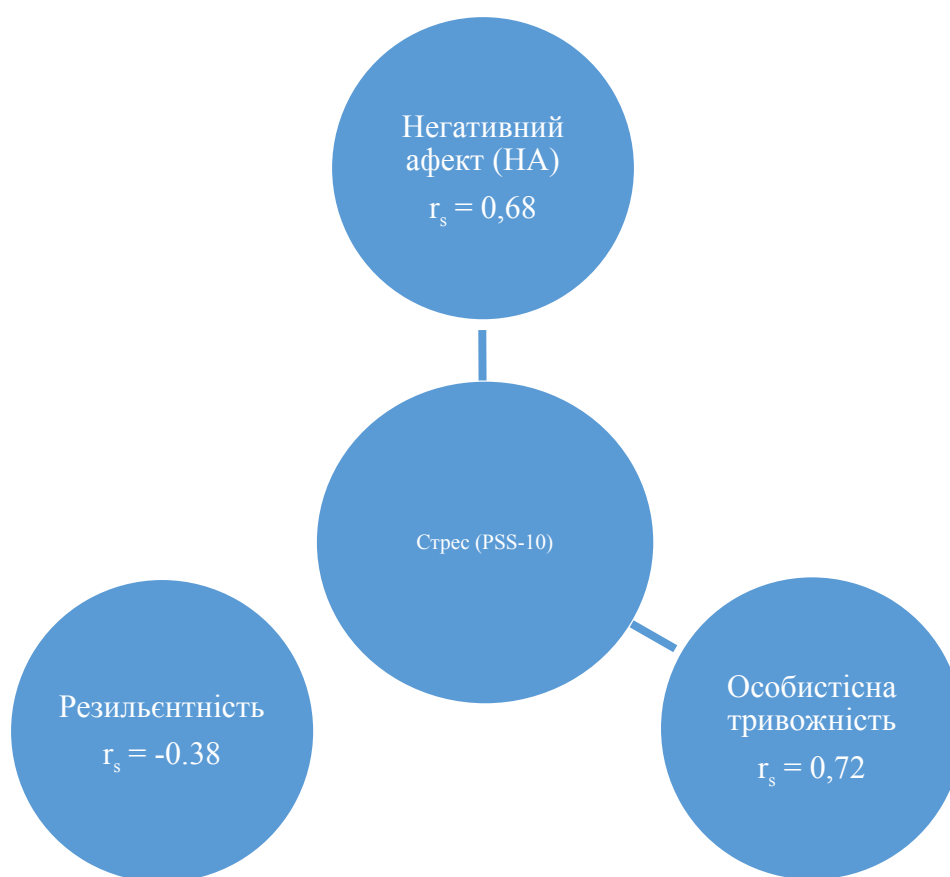 Негативний
афект (НА)
rₛ = 0,68
Стрес (PSS-10)
Резильєнтність
rₛ = -0.38
Особистісна
тривожність
rₛ = 0,72